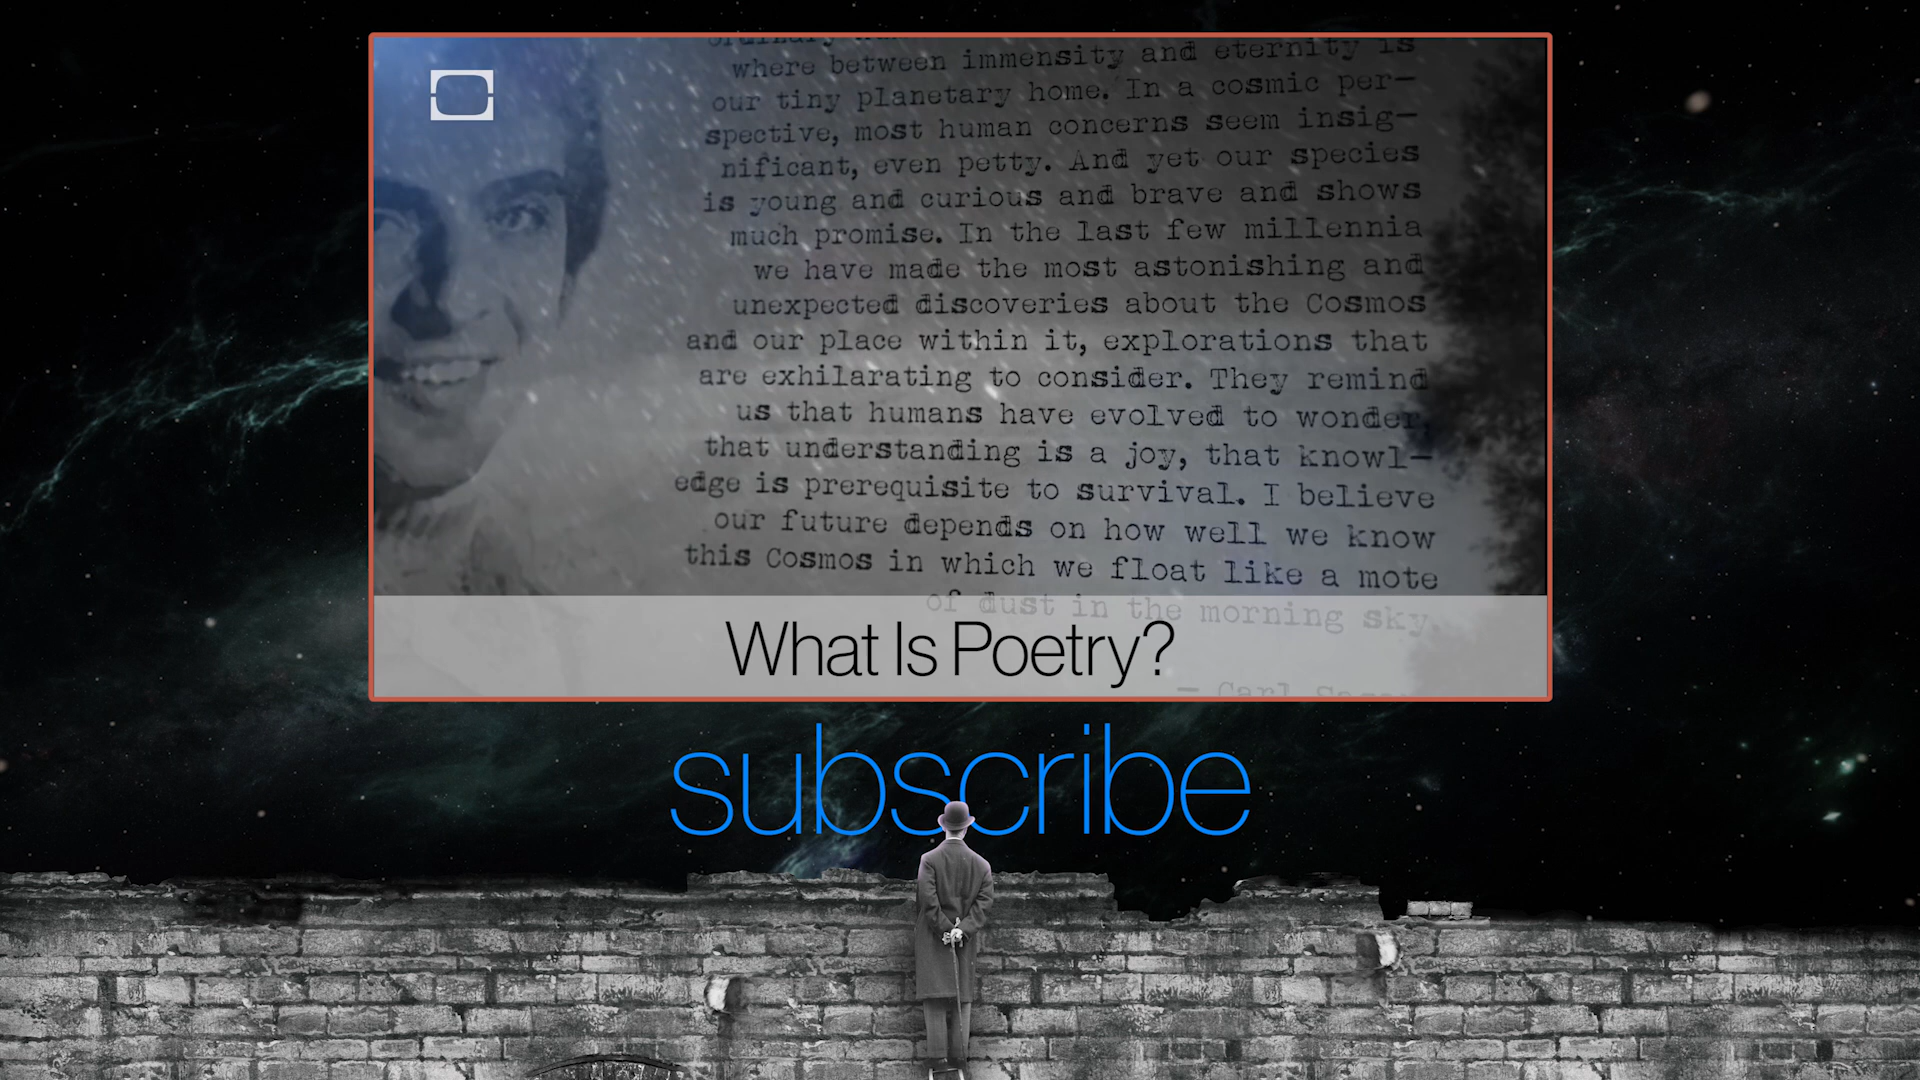 ordinary
where between immensity and eternity is
our tiny planetary home. In a cosmic per—
spective, most human concerns seem insig—
nificant, even petty. And yet our species
is young and curious and brave and shows
much promise. In the last few millennia
we have made the most astonishing and
unexpected discoveries about the Cosmos
and our place within it, explorations that
are exhilarating to consider. They remind
us that humans have evolved to wonder,
that understanding is a joy, that knowl—
edge is prerequisite to survival. I believe
our future depends on how well we know
this Cosmos in which we float like a mote
of dust in the morning sky.
What Is Poetry?
— Carl Sagan
subscribe